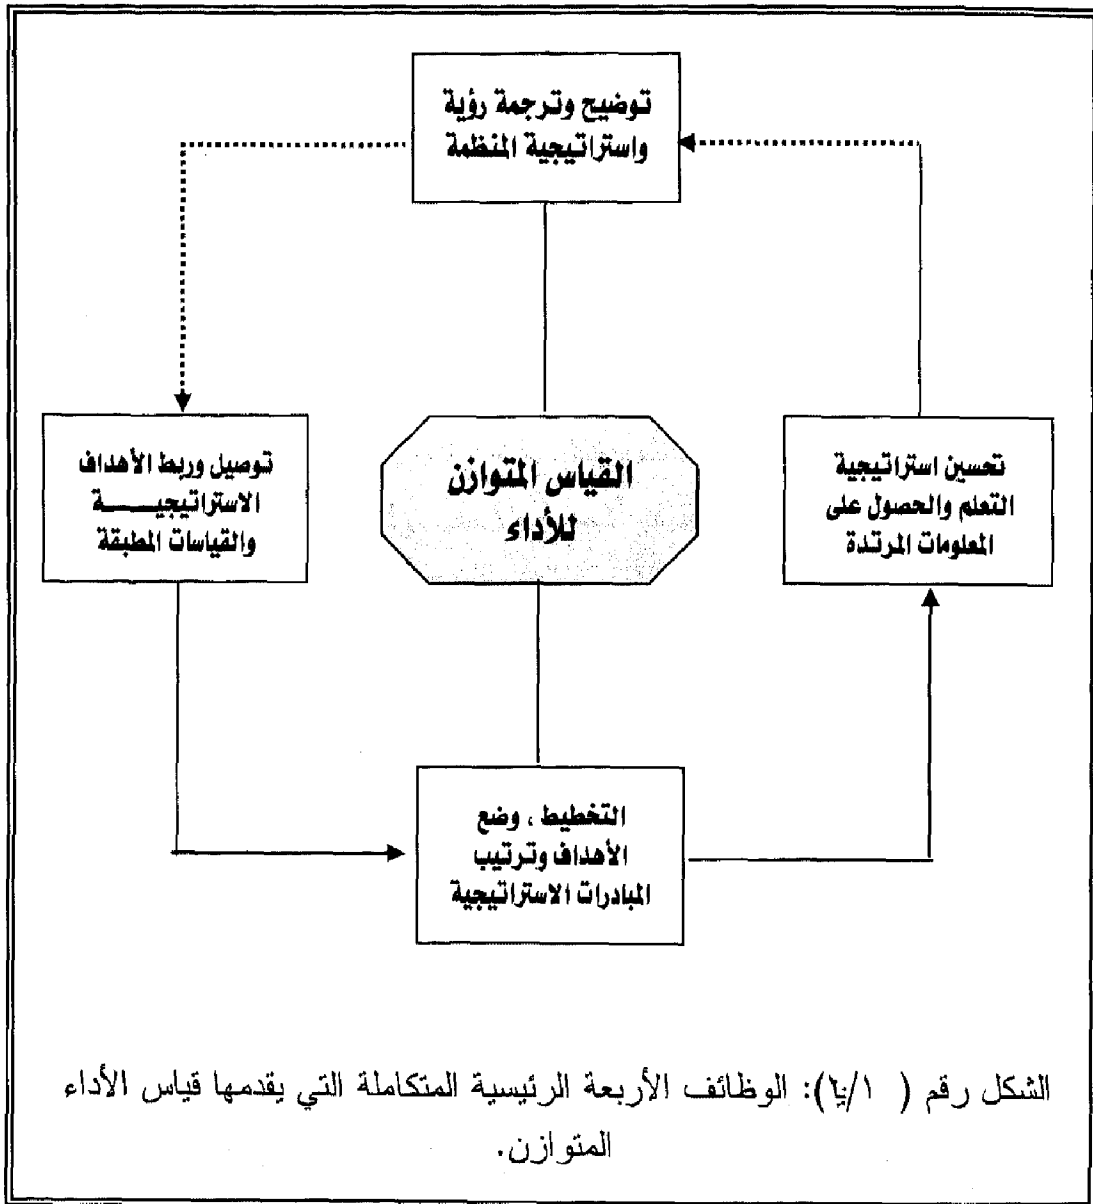 توضيح وترجمة رؤية
واستراتيجية المنظمة
تحسين استراتيجية
التعلم والحصول على
المعلومات المرتدة
القياس المتوازن
للأداء
توصيل وربط الأهداف
الاستراتيجيــــــة
والقياسات المطبقة
التخطيط ، وضع
الأهداف وترتيب
المبادرات الاستراتيجية
الشكل رقم ( ١/ ): الوظائف الأربعة الرئيسية المتكاملة التي يقدمها قياس الأداء
المتوازن.